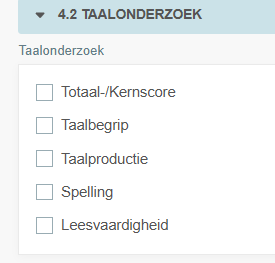 4.2 TAALONDERZOEK
Taalonderzoek
Totaal-/Kernscore
Taalbegrip
Taalproductie
Spelling
Leesvaardigheid